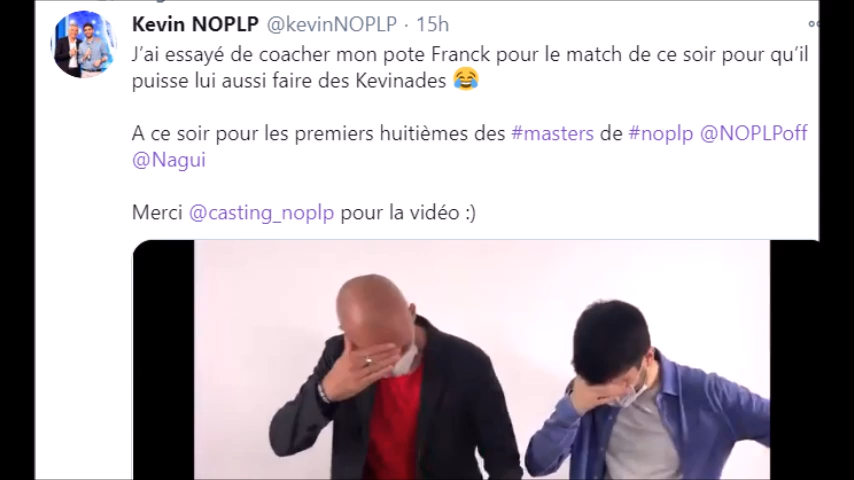 Kevin NOPLP @kevinNOPLP · 15h
J'ai essayé de coacher mon pote Franck pour le match de ce soir pour qu'il
puisse lui aussi faire des Kevinades 😂
A ce soir pour les premiers huitièmes des #masters de #noplp @NOPLPoff
@Nagui
Merci @casting_noplp pour la vidéo :)